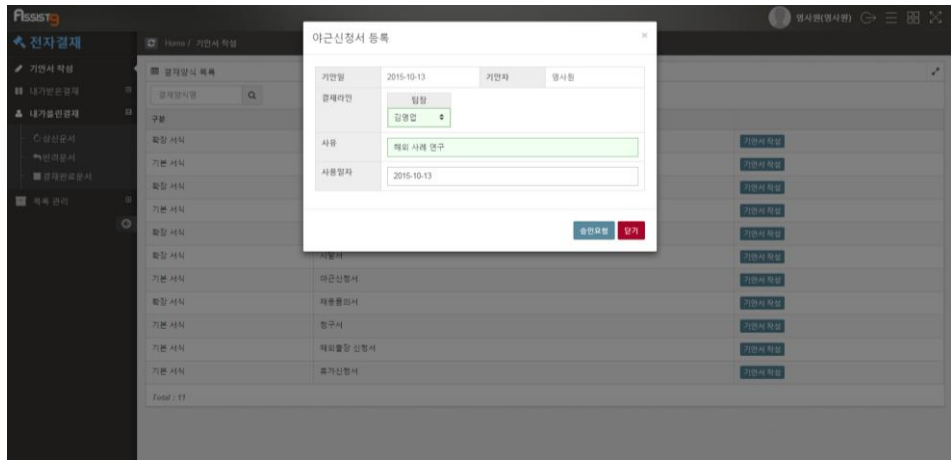 Assist9
영사원(영사원)
전자결재
Home / 기안서 작성
기안서 작성
내가받은결재
내가올린결재
상신문서
반려문서
결재완료문서
목록 관리
결재양식 목록
결재양식명
구분
확장 서식 기안서 작성
기본 서식 기안서 작성
확장 서식 기안서 작성
기본 서식 기안서 작성
확장 서식 기안서 작성
확장 서식 시말서 기안서 작성
기본 서식 야근신청서 기안서 작성
확장 서식 채용품의서 기안서 작성
기본 서식 청구서 기안서 작성
기본 서식 해외출장 신청서 기안서 작성
기본 서식 휴가신청서 기안서 작성
Total : 11
야근신청서 등록
×
기안일 2015-10-13 기안자 영사원
결재라인 팀장
김영업
사유 해외 사례 연구
사용일자 2015-10-13
승인요청 닫기